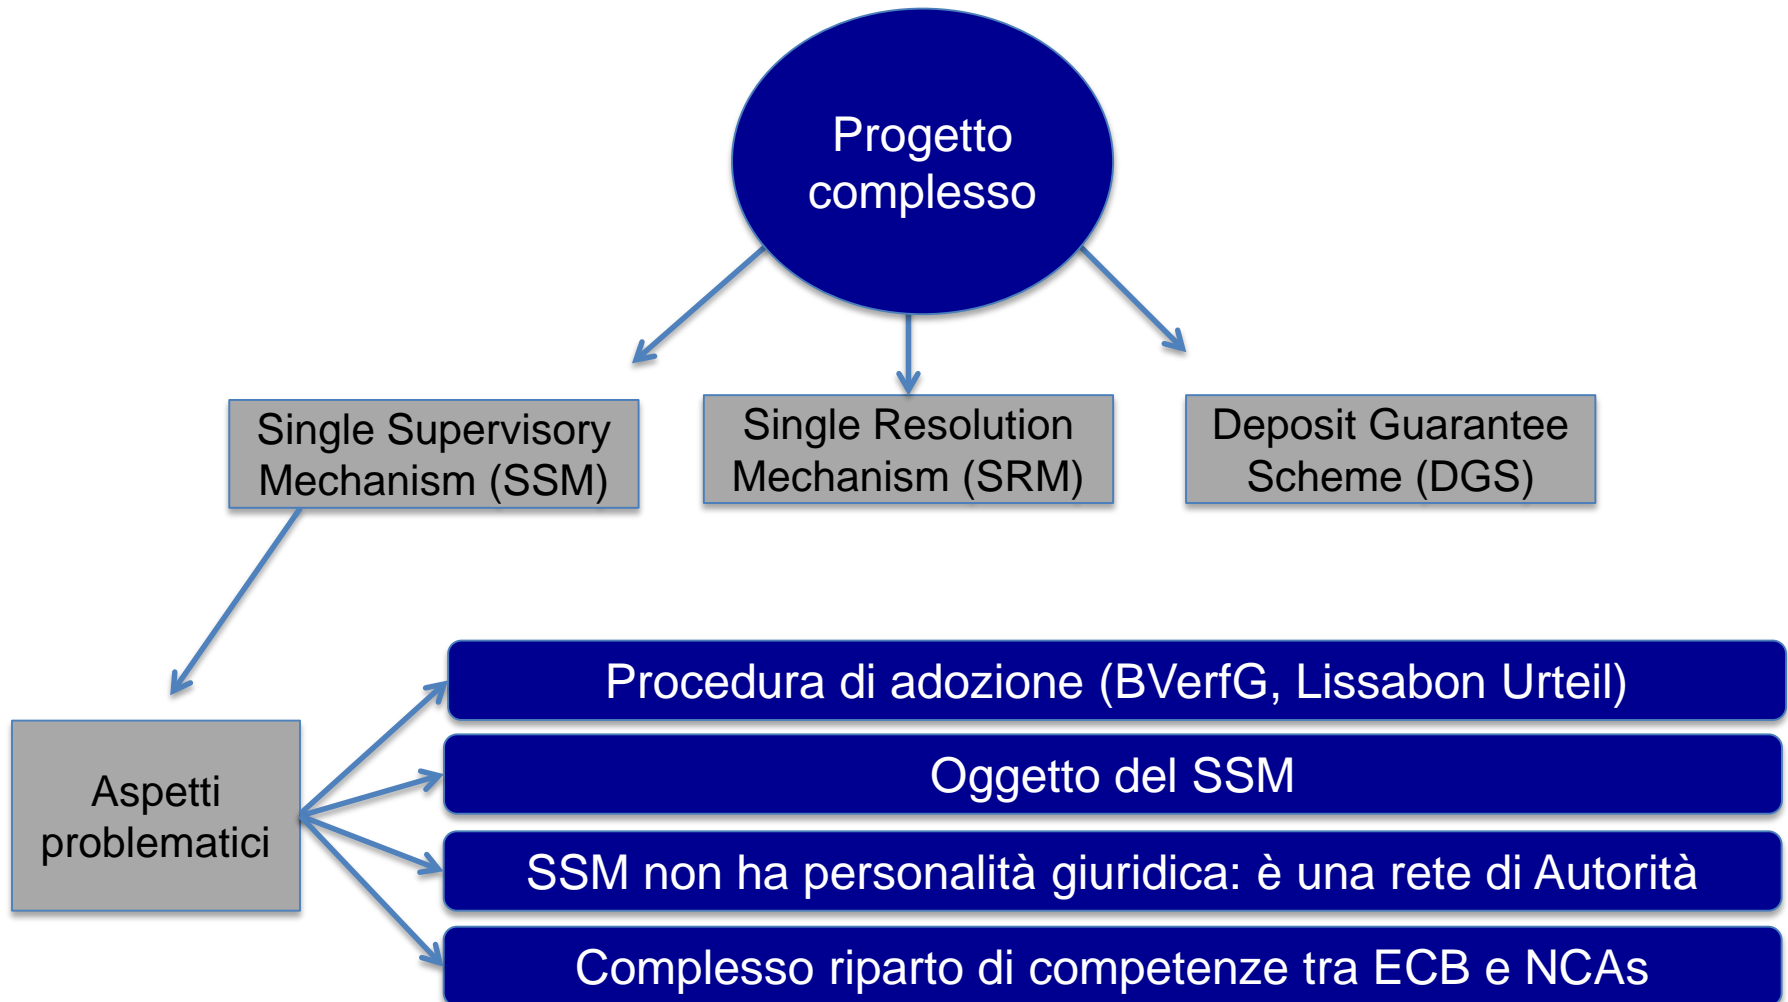 Progetto
complesso
Single Supervisory
Mechanism (SSM)
Single Resolution
Mechanism (SRM)
Deposit Guarantee
Scheme (DGS)
Aspetti
problematici
Procedura di adozione (BVerfG, Lissabon Urteil)
Oggetto del SSM
SSM non ha personalità giuridica: è una rete di Autorità
Complesso riparto di competenze tra ECB e NCAs